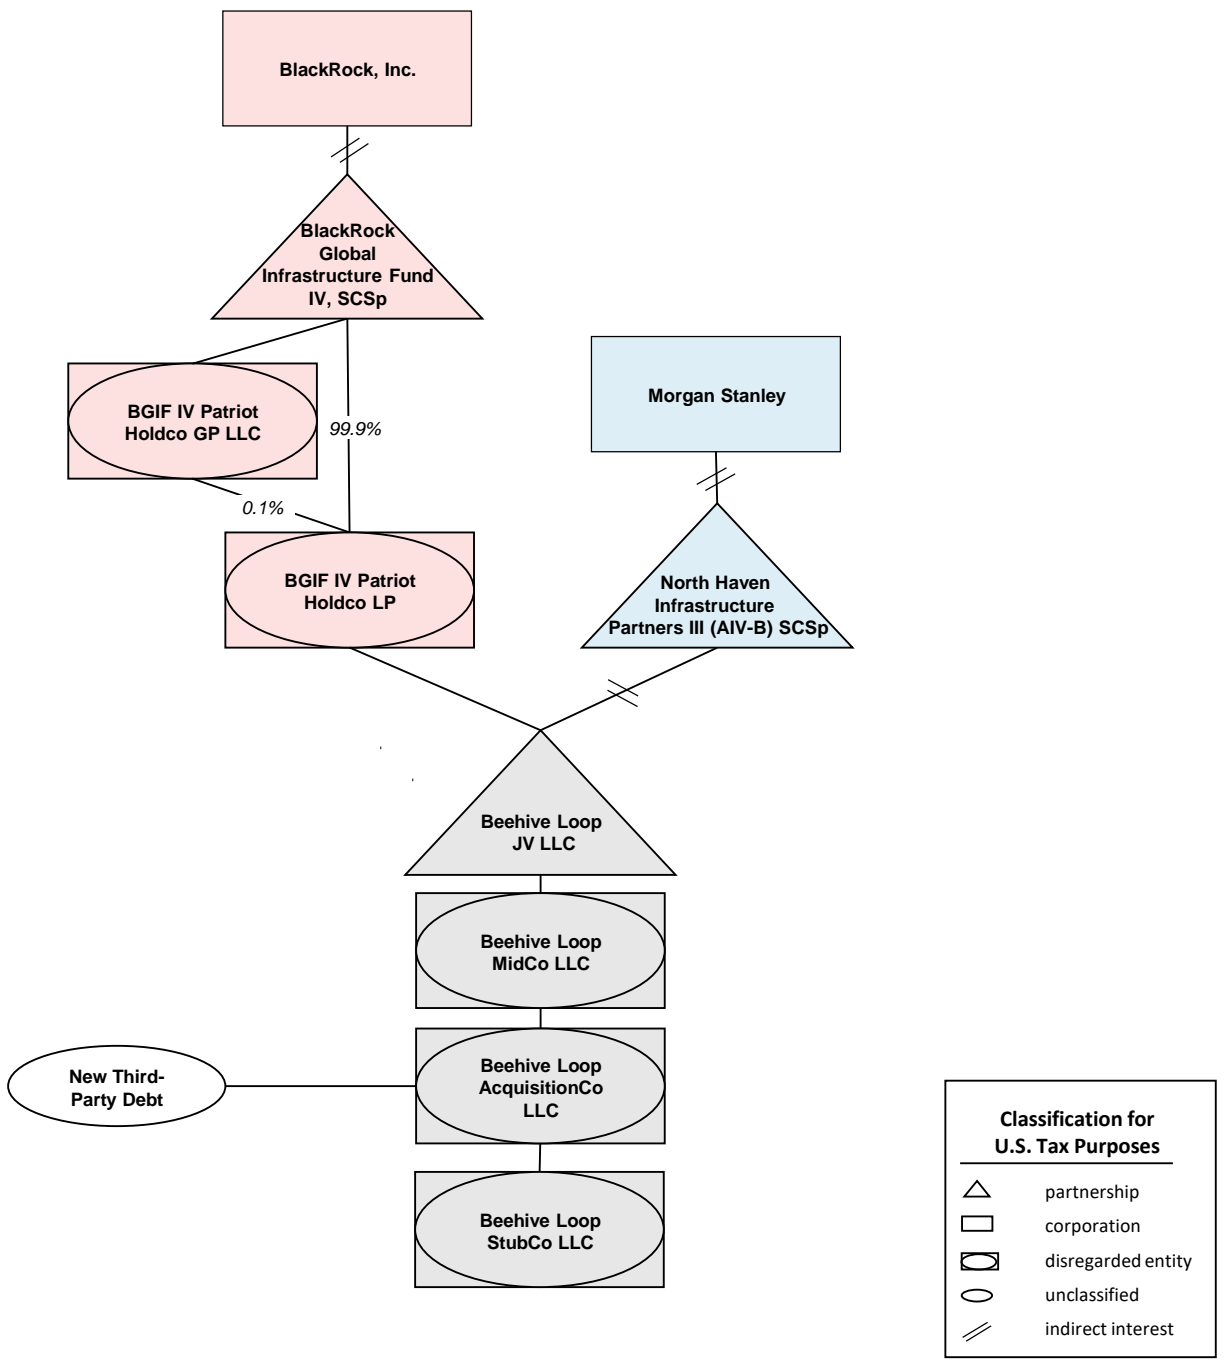 BlackRock, Inc.
BlackRock
Global
Infrastructure Fund
IV, SCSp
BGIF IV Patriot
Holdco GP LLC
99.9%
0.1%
BGIF IV Patriot
Holdco LP
Morgan Stanley
North Haven
Infrastructure
Partners III (AIV-B) SCSp
Beehive Loop
JV LLC
Beehive Loop
MidCo LLC
New Third-
Party Debt
Beehive Loop
AcquisitionCo
LLC
Beehive Loop
StubCo LLC
Classification for
U.S. Tax Purposes
partnership
corporation
disregarded entity
unclassified
indirect interest